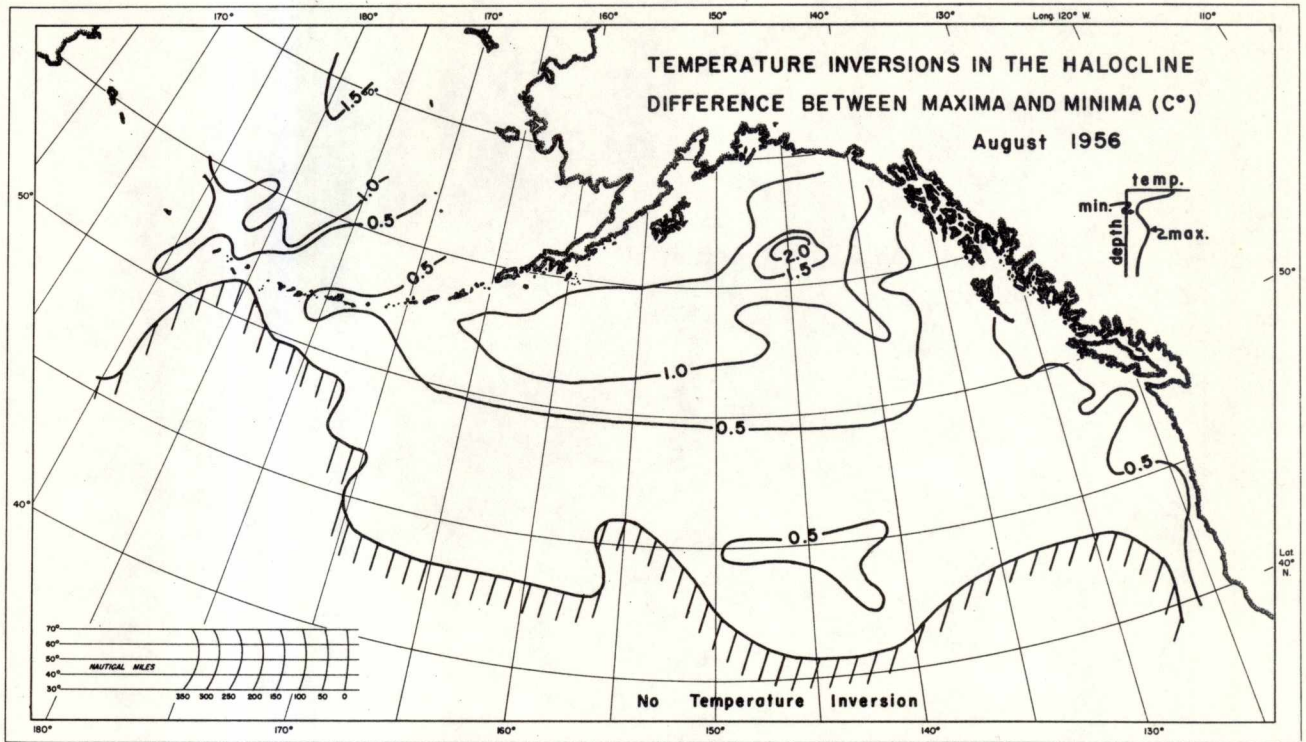 170° 180° 170° 160° 150° 140° 130° Long. 120° W. 110°
TEMPERATURE INVERSIONS IN THE HALOCLINE
DIFFERENCE BETWEEN MAXIMA AND MINIMA (C°)
August 1956
temp.
min.
depth
max.
1.5
60°
50°
1.0
0.5
0.5
2.0
1.5
50°
50°
1.0
0.5
0.5
40°
0.5
Lat
40°
N.
70°
60°
50°
40°
30°
NAUTICAL MILES
350 300 250 200 150 100 50 0
No Temperature Inversion
180° 170° 160° 150° 140° 130°